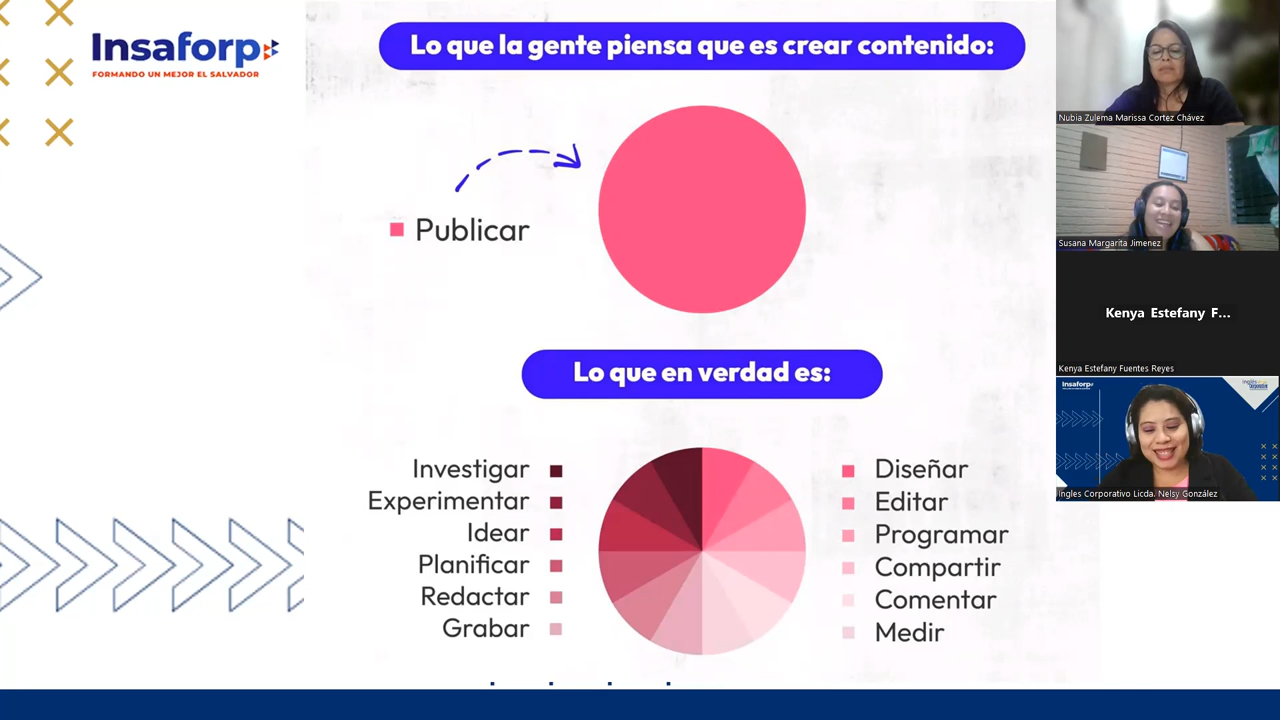 Insaforp
FORMANDO UN MEJOR EL SALVADOR
Lo que la gente piensa que es crear contenido:
Publicar
Lo que en verdad es:
Investigar
Experimentar
Idear
Planificar
Redactar
Grabar
Diseñar
Editar
Programar
Compartir
Comentar
Medir
Nubia Zulema Marissa Cortez Chávez
Susana Margarita Jimenez
Kenya Estefany F...
Kenya Estefany Fuentes Reyes
Insaforp
Ingles Corporativo Licda. Nelsy González